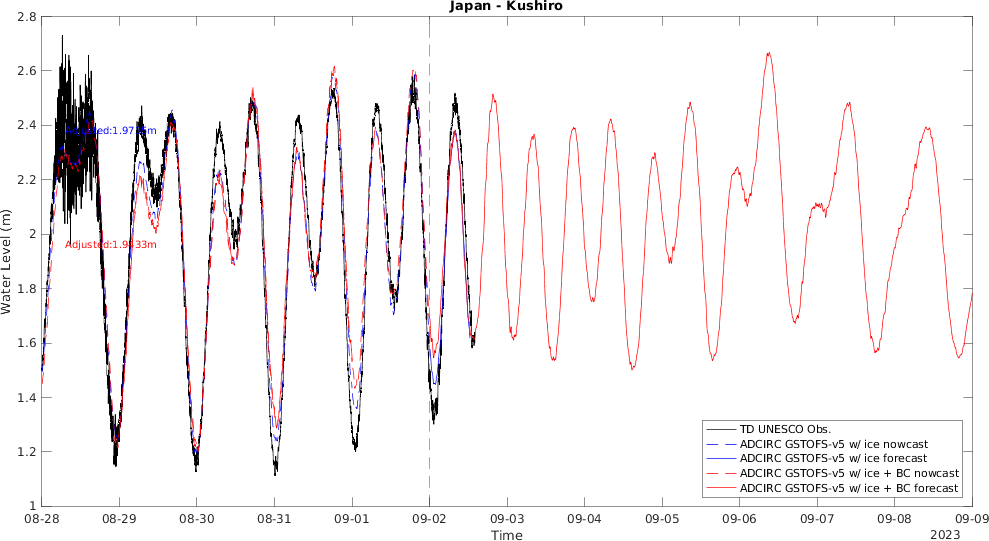 Japan - Kushiro
2.8
2.6
2.4
2.2
2
1.8
1.6
1.4
1.2
1
Water Level (m)
Adjusted:1.9433m
TD UNESCO Obs.
ADCIRC GSTOFS-v5 w/ ice nowcast
ADCIRC GSTOFS-v5 w/ ice forecast
ADCIRC GSTOFS-v5 w/ ice + BC nowcast
ADCIRC GSTOFS-v5 w/ ice + BC forecast
08-28 08-29 08-30 08-31 09-01 09-02 09-03 09-04 09-05 09-06 09-07 09-08 09-09
Time
2023